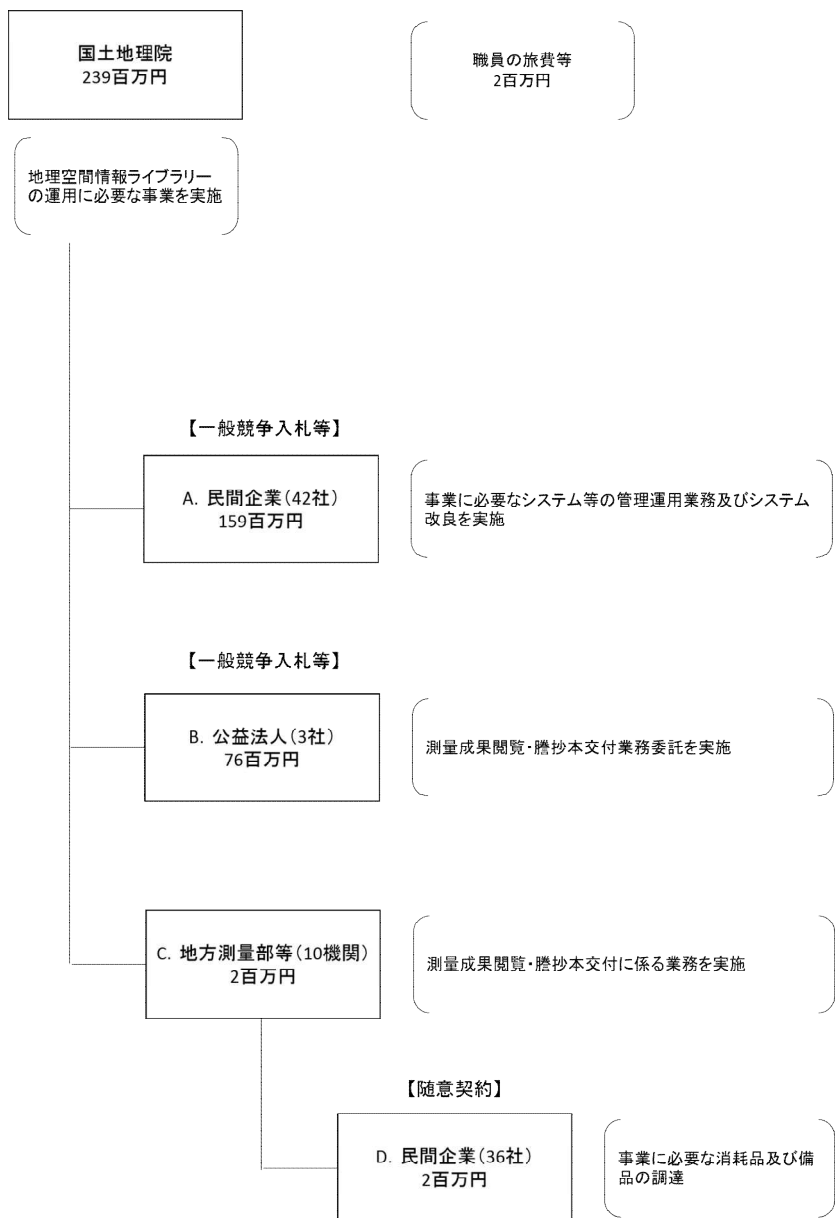 国土地理院
239百万円
職員の旅費等
2百万円
地理空間情報ライブラリー
の運用に必要な事業を実施
【一般競争入札等】
A. 民間企業(42社)
159百万円
事業に必要なシステム等の管理運用業務及びシステム
改良を実施
【一般競争入札等】
B. 公益法人(3社)
76百万円
測量成果閲覧・謄抄本交付業務委託を実施
C. 地方測量部等(10機関)
2百万円
測量成果閲覧・謄抄本交付に係る業務を実施
【随意契約】
D. 民間企業(36社)
2百万円
事業に必要な消耗品及び備
品の調達